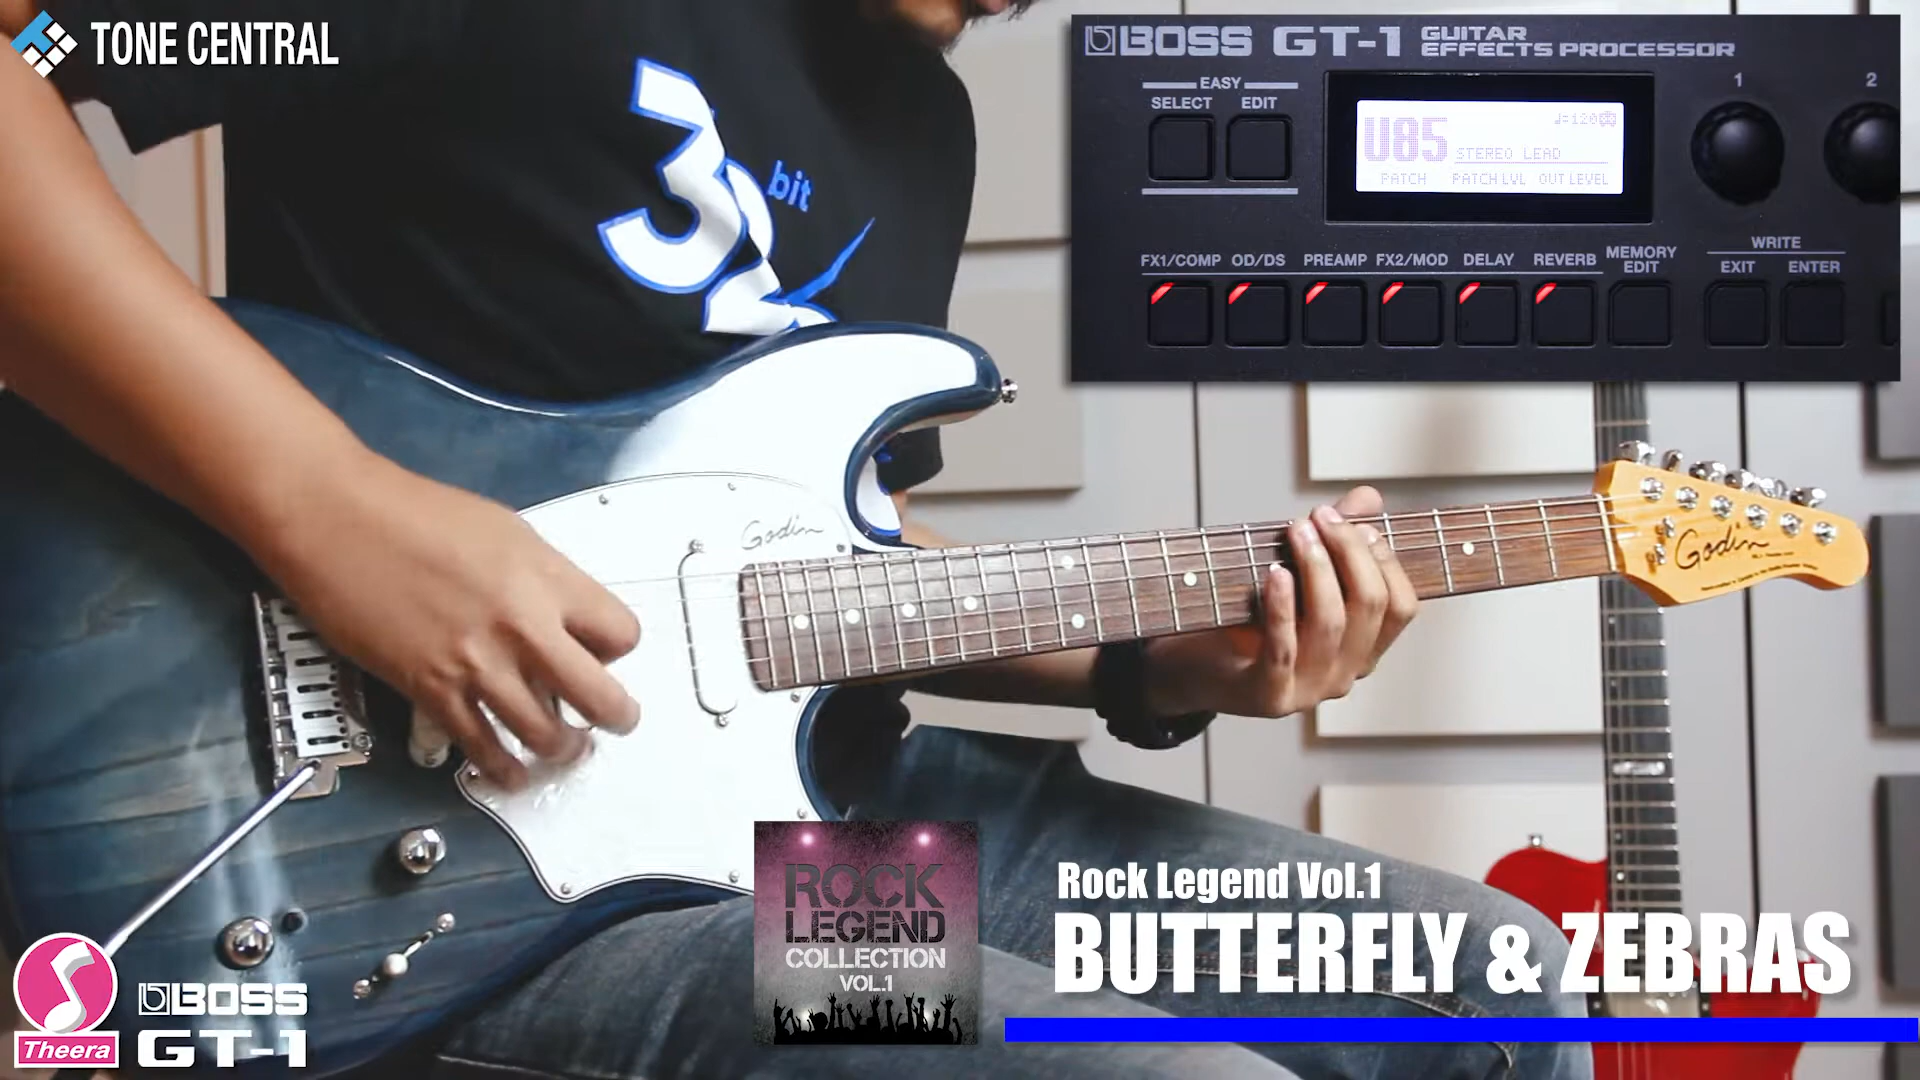 TONE CENTRAL
bit
BOSS GT-1 GUITAR EFFECTS PROCESSOR
EASY
SELECT EDIT
1 2
U85
♩=120
STEREO LEAD
PATCH PATCH LVL OUT LEVEL
FX1/COMP OD/DS PREAMP FX2/MOD DELAY REVERB MEMORY EDIT
WRITE
EXIT ENTER
Godin
Godin
ROCK
LEGEND
COLLECTION
VOL.1
Rock Legend Vol.1
BUTTERFLY & ZEBRAS
Theera
BOSS
GT-1